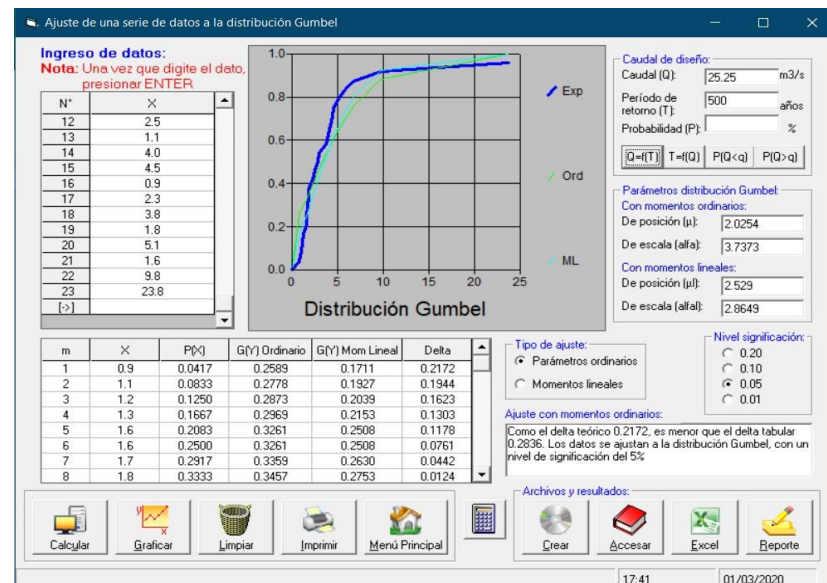 Ajuste de una serie de datos a la distribución Gumbel
Ingreso de datos:
Nota: Una vez que digite el dato,
presionar ENTER
N° X
12 2.5
13 1.1
14 4.0
15 4.5
16 0.9
17 2.3
18 3.8
19 1.8
20 5.1
21 1.6
22 9.8
23 23.8
[->]
1.0
0.8
0.6
0.4
0.2
0.0
0 5 10 15 20 25
Distribución Gumbel
Exp
Ord
ML
Caudal de diseño:
Caudal (Q): 25.25 m3/s
Período de
retorno (T): 500 años
Probabilidad (P): %
Q=f(T) T=f(Q) P(Q<q) P(Q>q)
Parámetros distribución Gumbel:
Con momentos ordinarios:
De posición (µ): 2.0254
De escala (alfa): 3.7373
Con momentos lineales:
De posición (µl): 2.529
De escala (alfal): 2.8649
m X P(X) G(Y) Ordinario G(Y) Mom Lineal Delta
1 0.9 0.0417 0.2589 0.1711 0.2172
2 1.1 0.0833 0.2778 0.1927 0.1944
3 1.2 0.1250 0.2873 0.2039 0.1623
4 1.3 0.1667 0.2969 0.2153 0.1303
5 1.6 0.2083 0.3261 0.2508 0.1178
6 1.6 0.2500 0.3261 0.2508 0.0761
7 1.7 0.2917 0.3359 0.2630 0.0442
8 1.8 0.3333 0.3457 0.2753 0.0124
Tipo de ajuste:
Parámetros ordinarios
Momentos lineales
Nivel significación:
0.20
0.10
0.05
0.01
Ajuste con momentos ordinarios:
Como el delta teórico 0.2172, es menor que el delta tabular
0.2836. Los datos se ajustan a la distribución Gumbel, con un
nivel de significación del 5%
Calcular Graficar Limpiar Imprimir Menú Principal
Archivos y resultados:
Crear Accesar Excel Reporte
17:41 01/03/2020